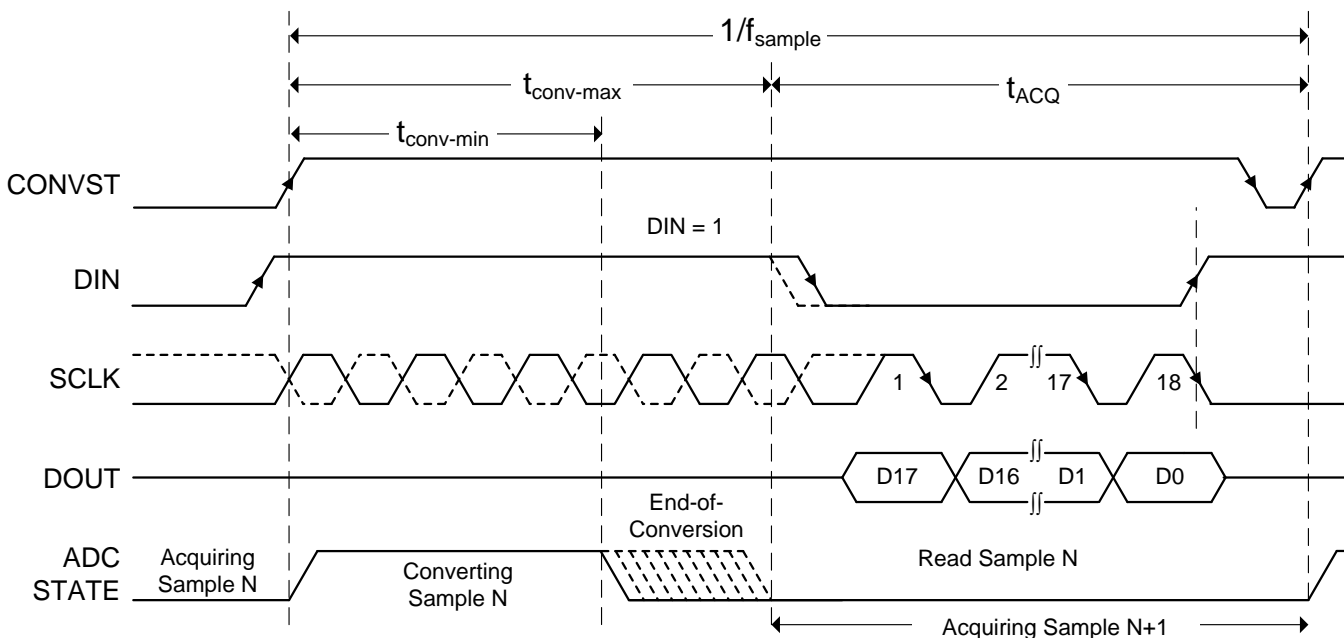 1/fsample
tconv-max
tACQ
tconv-min
CONVST
DIN = 1
DIN
SCLK
1
2
∫∫
17
18
DOUT
D17
D16
∫∫
D1
∫∫
D0
End-of-
Conversion
ADC
STATE
Acquiring
Sample N
Converting
Sample N
Read Sample N
Acquiring Sample N+1